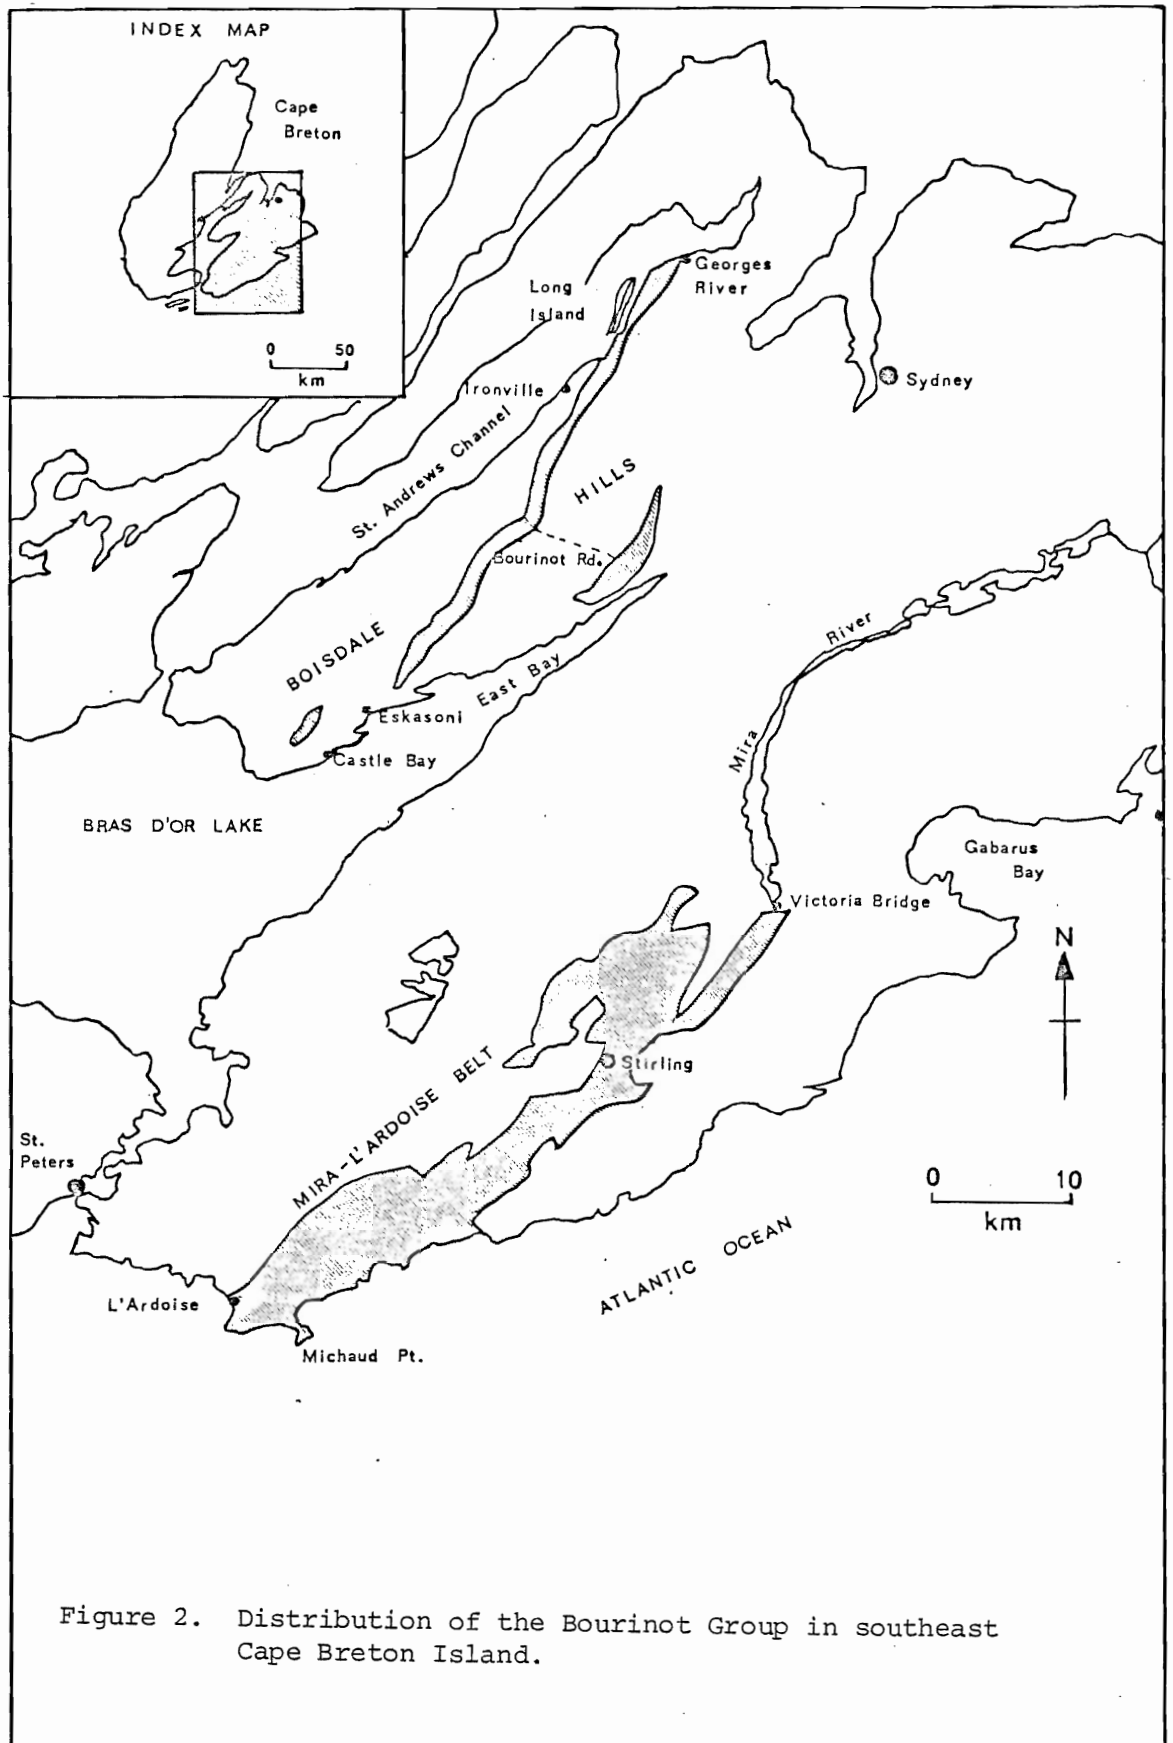 INDEX MAP
Cape
Breton
0 50
km
Georges
River
Long
Island
Ironville
Sydney
St. Andrews Channel
HILLS
Bourinot Rd.
BOISDALE
River
East Bay
Eskasoni
Mira
Castle Bay
BRAS D'OR LAKE
Gabarus
Bay
Victoria Bridge
N
Stirling
MIRA-L'ARDOISE BELT
St.
Peters
0 10
km
ATLANTIC OCEAN
L'Ardoise
Michaud Pt.
Figure 2. Distribution of the Bourinot Group in southeast
Cape Breton Island.